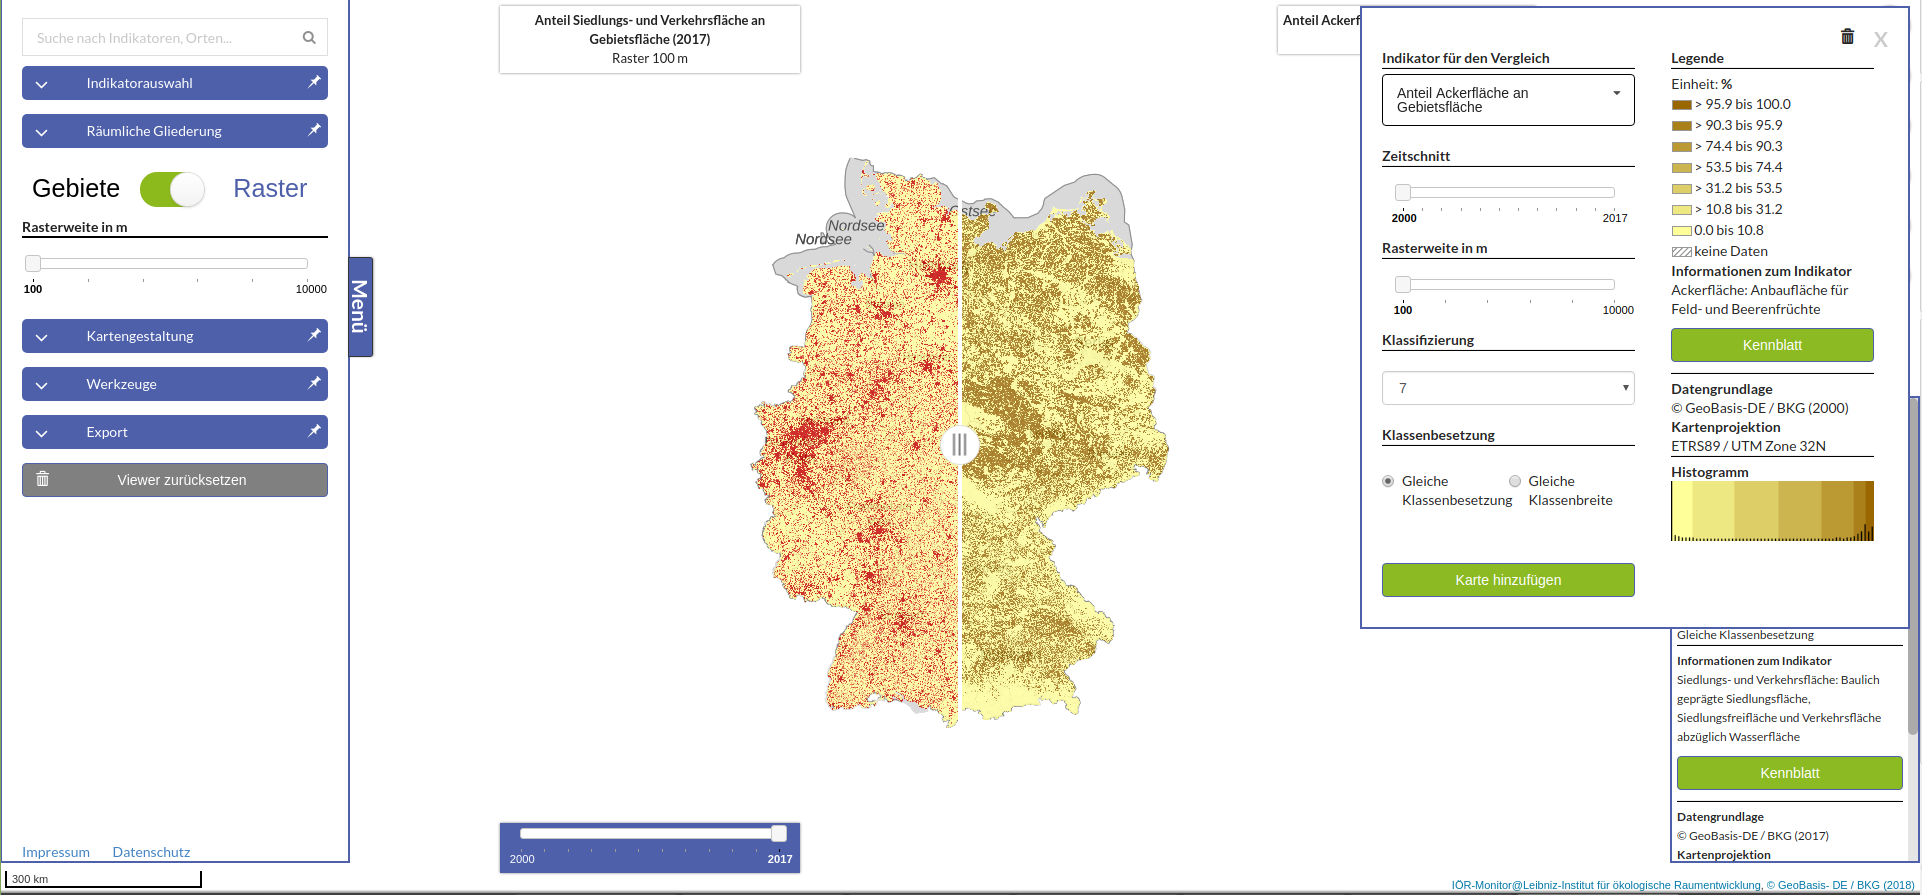 Suche nach Indikatoren, Orten...
Indikatorauswahl
Räumliche Gliederung
Gebiete
Raster
Rasterweite in m
100
10000
Kartengestaltung
Werkzeuge
Export
Viewer zurücksetzen
Impressum
Datenschutz
300 km
Menü
Anteil Siedlungs- und Verkehrsfläche an
Gebietsfläche (2017)
Raster 100 m
Nordsee
Nordsee
Ostsee
2000
2017
Anteil Ackerf
X
Indikator für den Vergleich
Anteil Ackerfläche an
Gebietsfläche
Zeitschnitt
2000
2017
Rasterweite in m
100
10000
Klassifizierung
7
Klassenbesetzung
Gleiche
Klassenbesetzung
Gleiche
Klassenbreite
Karte hinzufügen
Legende
Einheit: %
> 95.9 bis 100.0
> 90.3 bis 95.9
> 74.4 bis 90.3
> 53.5 bis 74.4
> 31.2 bis 53.5
> 10.8 bis 31.2
0.0 bis 10.8
keine Daten
Informationen zum Indikator
Ackerfläche: Anbaufläche für
Feld- und Beerenfrüchte
Kennblatt
Datengrundlage
© GeoBasis-DE / BKG (2000)
Kartenprojektion
ETRS89 / UTM Zone 32N
Histogramm
Gleiche Klassenbesetzung
Informationen zum Indikator
Siedlungs- und Verkehrsfläche: Baulich
geprägte Siedlungsfläche,
Siedlungsfreifläche und Verkehrsfläche
abzüglich Wasserfläche
Kennblatt
Datengrundlage
© GeoBasis-DE / BKG (2017)
Kartenprojektion
IÖR-Monitor@Leibniz-Institut für ökologische Raumentwicklung, © GeoBasis- DE / BKG (2018)